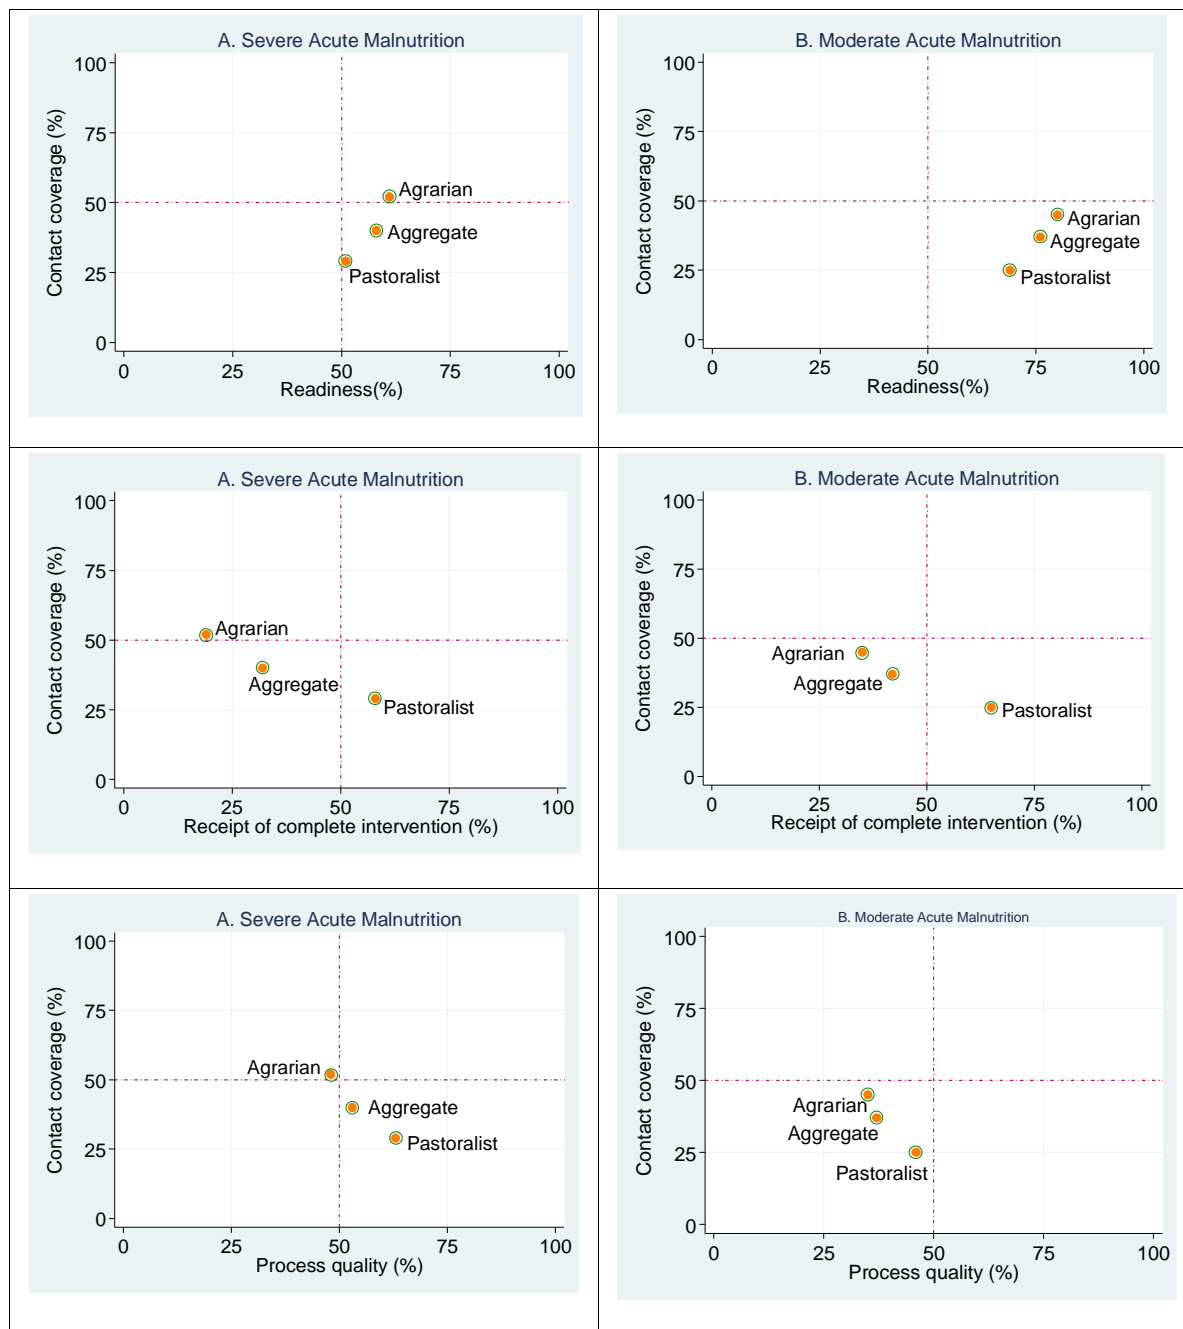 A. Severe Acute Malnutrition
Contact coverage (%)
100
75
50
25
0
Agrarian
Aggregate
Pastoralist
0 25 50 75 100
Readiness(%)
B. Moderate Acute Malnutrition
Contact coverage (%)
100
75
50
25
0
Agrarian
Aggregate
Pastoralist
0 25 50 75 100
Readiness(%)
A. Severe Acute Malnutrition
Contact coverage (%)
100
75
50
25
0
Agrarian
Aggregate
Pastoralist
0 25 50 75 100
Receipt of complete intervention (%)
B. Moderate Acute Malnutrition
Contact coverage (%)
100
75
50
25
0
Agrarian
Aggregate
Pastoralist
0 25 50 75 100
Receipt of complete intervention (%)
A. Severe Acute Malnutrition
Contact coverage (%)
100
75
50
25
0
Agrarian
Aggregate
Pastoralist
0 25 50 75 100
Process quality (%)
B. Moderate Acute Malnutrition
Contact coverage (%)
100
75
50
25
0
Agrarian
Aggregate
Pastoralist
0 25 50 75 100
Process quality (%)